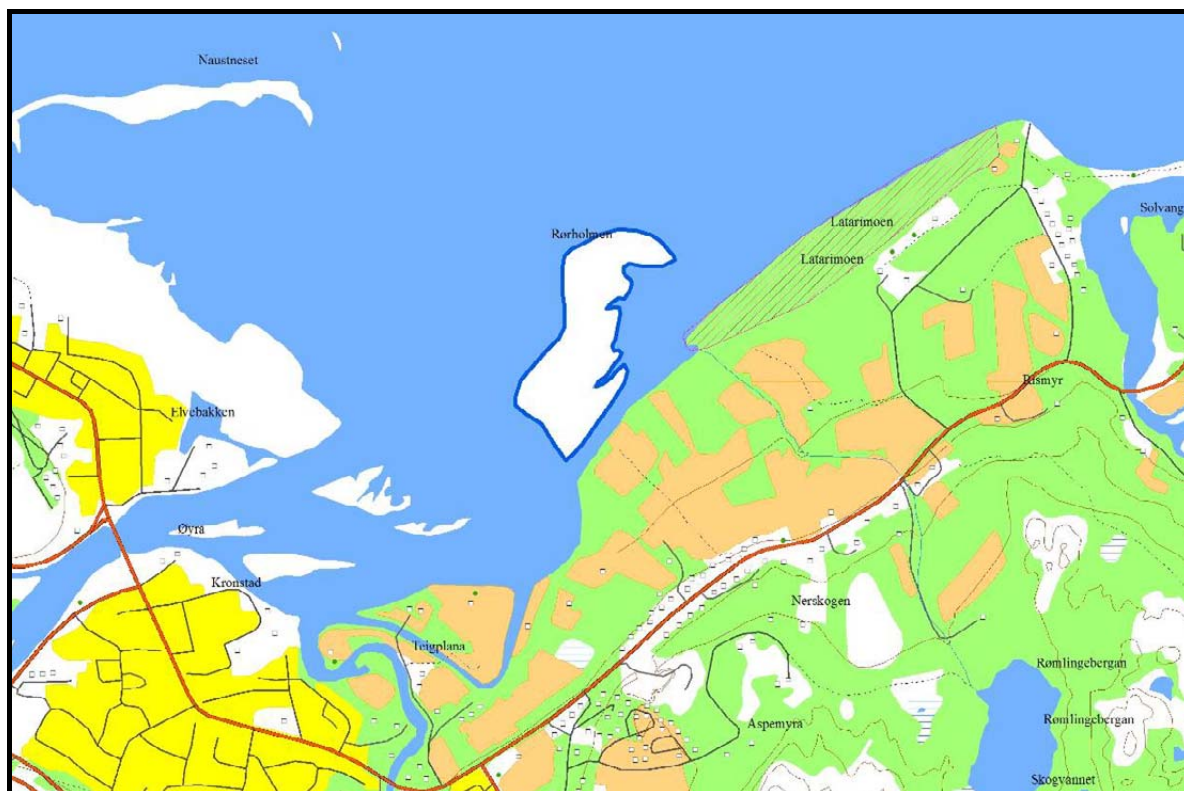 Naustneset
Solvang
Latarimoen
Rørholmen
Latarimoen
Rismyr
Elvebakken
Øyra
Kronstad
Nerskogen
Teigplana
Rømlingebergan
Aspemyra
Rømlingebergan
Skogvannet